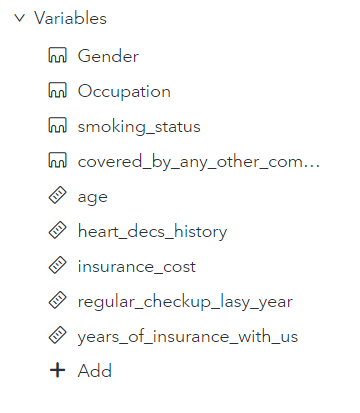 Variables
Gender
Occupation
smoking_status
covered_by_any_other_com...
age
heart_decs_history
insurance_cost
regular_checkup_lasy_year
years_of_insurance_with_us
Add